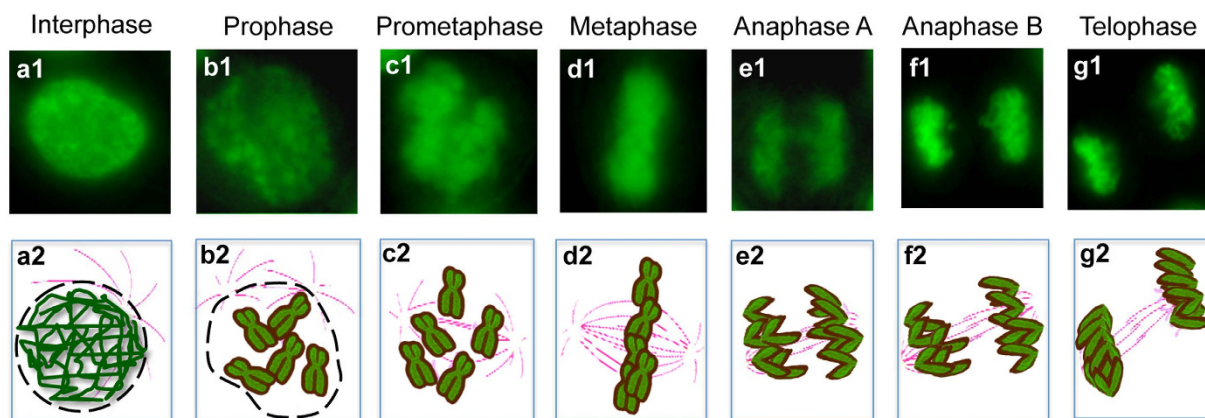 Interphase Prophase Prometaphase Metaphase Anaphase A Anaphase B Telophase
a1 b1 c1 d1 e1 f1 g1
a2 b2 c2 d2 e2 f2 g2